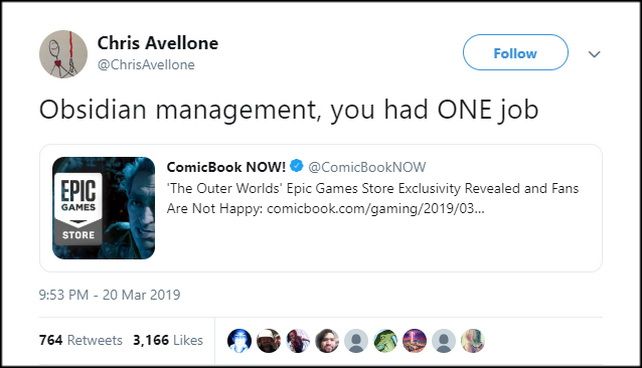 Chris Avellone
@ChrisAvellone
Follow
Obsidian management, you had ONE job
EPIC
GAMES
STORE
ComicBook NOW! @ComicBookNOW
'The Outer Worlds' Epic Games Store Exclusivity Revealed and Fans
Are Not Happy: comicbook.com/gaming/2019/03...
9:53 PM - 20 Mar 2019
764 Retweets 3,166 Likes